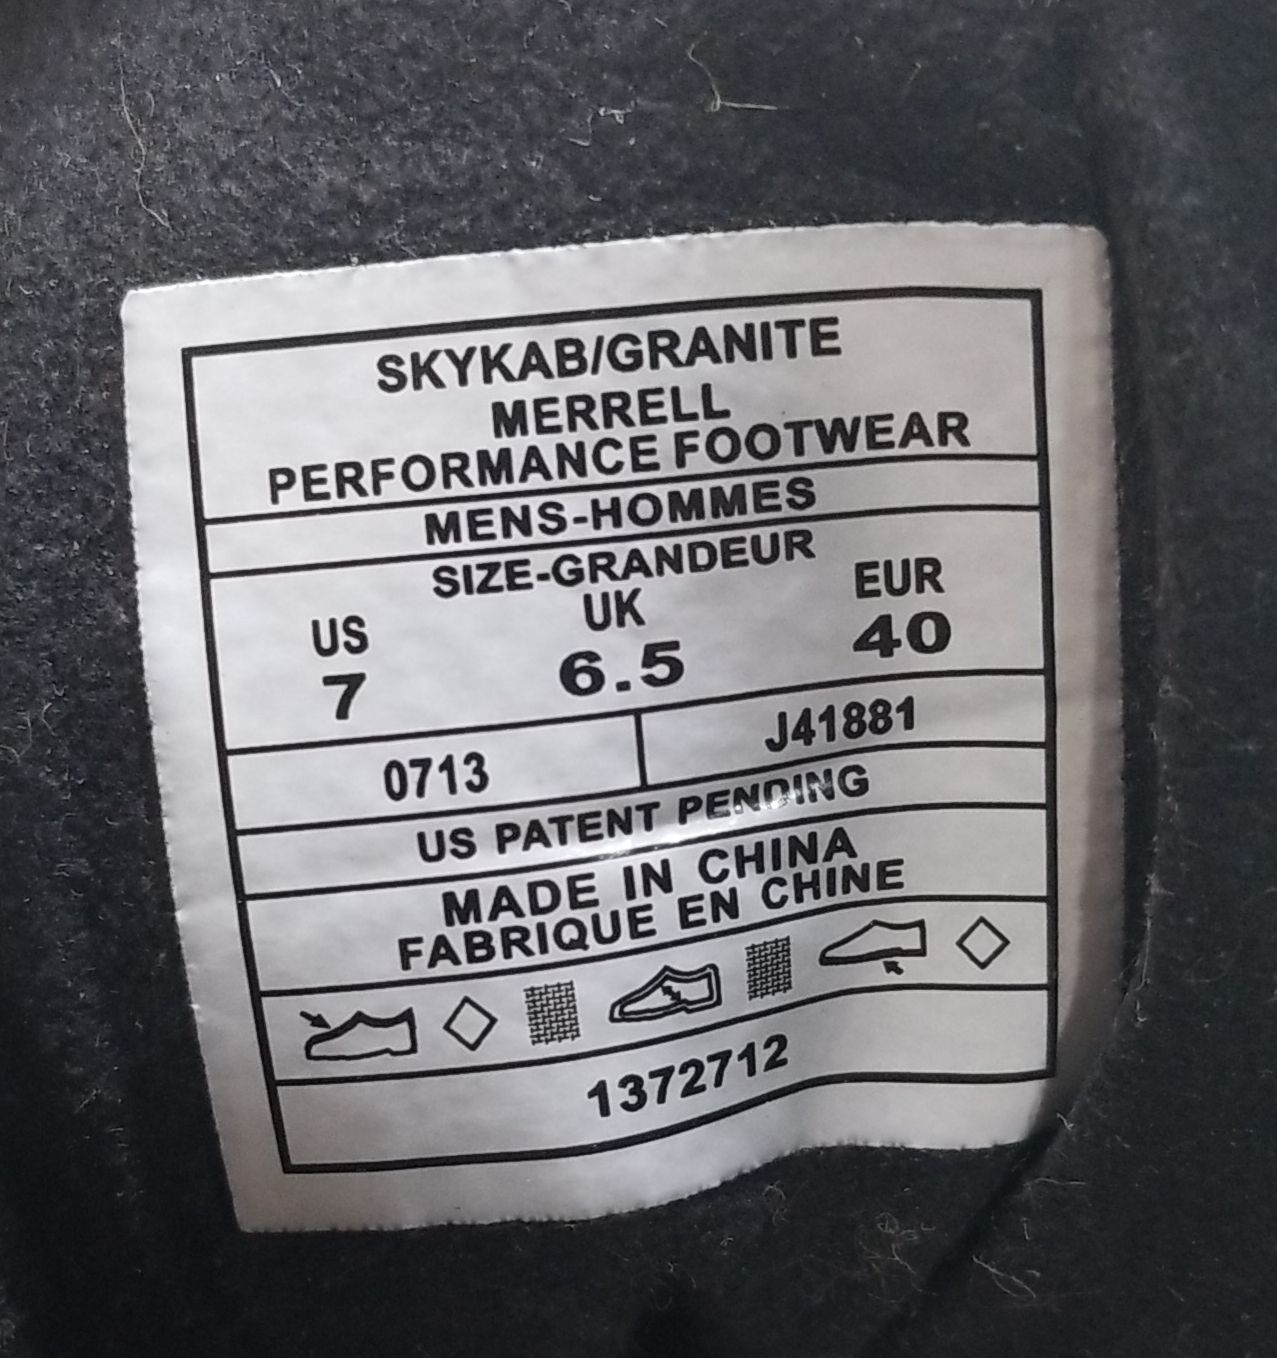 SKYKAB/GRANITE
MERRELL
PERFORMANCE FOOTWEAR
MENS-HOMMES
SIZE-GRANDEUR
US UK EUR
7 6.5 40
0713 J41881
US PATENT PENDING
MADE IN CHINA
FABRIQUE EN CHINE
1372712